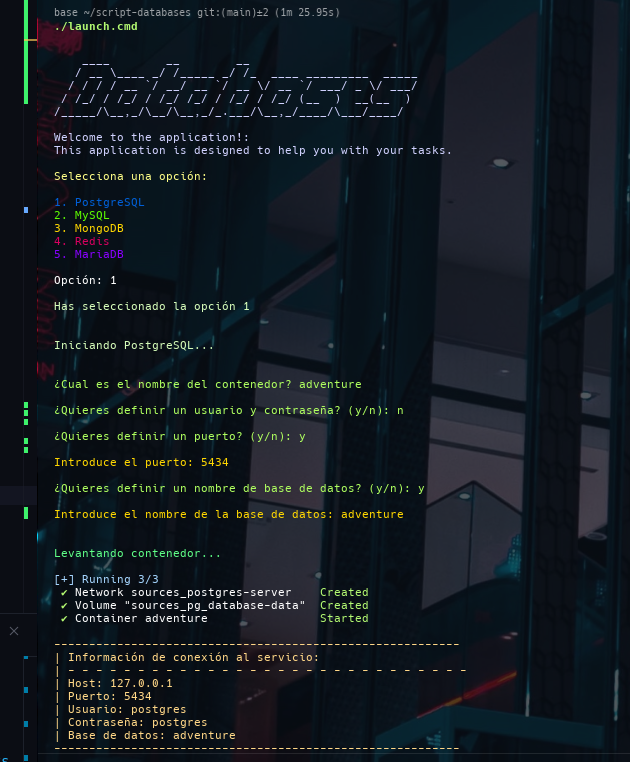 base ~/script-databases git:(main)±2 (1m 25.95s)
./launch.cmd
Welcome to the application!:
This application is designed to help you with your tasks.
Selecciona una opción:
1. PostgreSQL
2. MySQL
3. MongoDB
4. Redis
5. MariaDB
Opción: 1
Has seleccionado la opción 1
Iniciando PostgreSQL...
¿Cual es el nombre del contenedor? adventure
¿Quieres definir un usuario y contraseña? (y/n): n
¿Quieres definir un puerto? (y/n): y
Introduce el puerto: 5434
¿Quieres definir un nombre de base de datos? (y/n): y
Introduce el nombre de la base de datos: adventure
Levantando contenedor...
[+] Running 3/3
✔ Network sources_postgres-server Created
✔ Volume "sources_pg_database-data" Created
✔ Container adventure Started
| Información de conexión al servicio:
| Host: 127.0.0.1
| Puerto: 5434
| Usuario: postgres
| Contraseña: postgres
| Base de datos: adventure